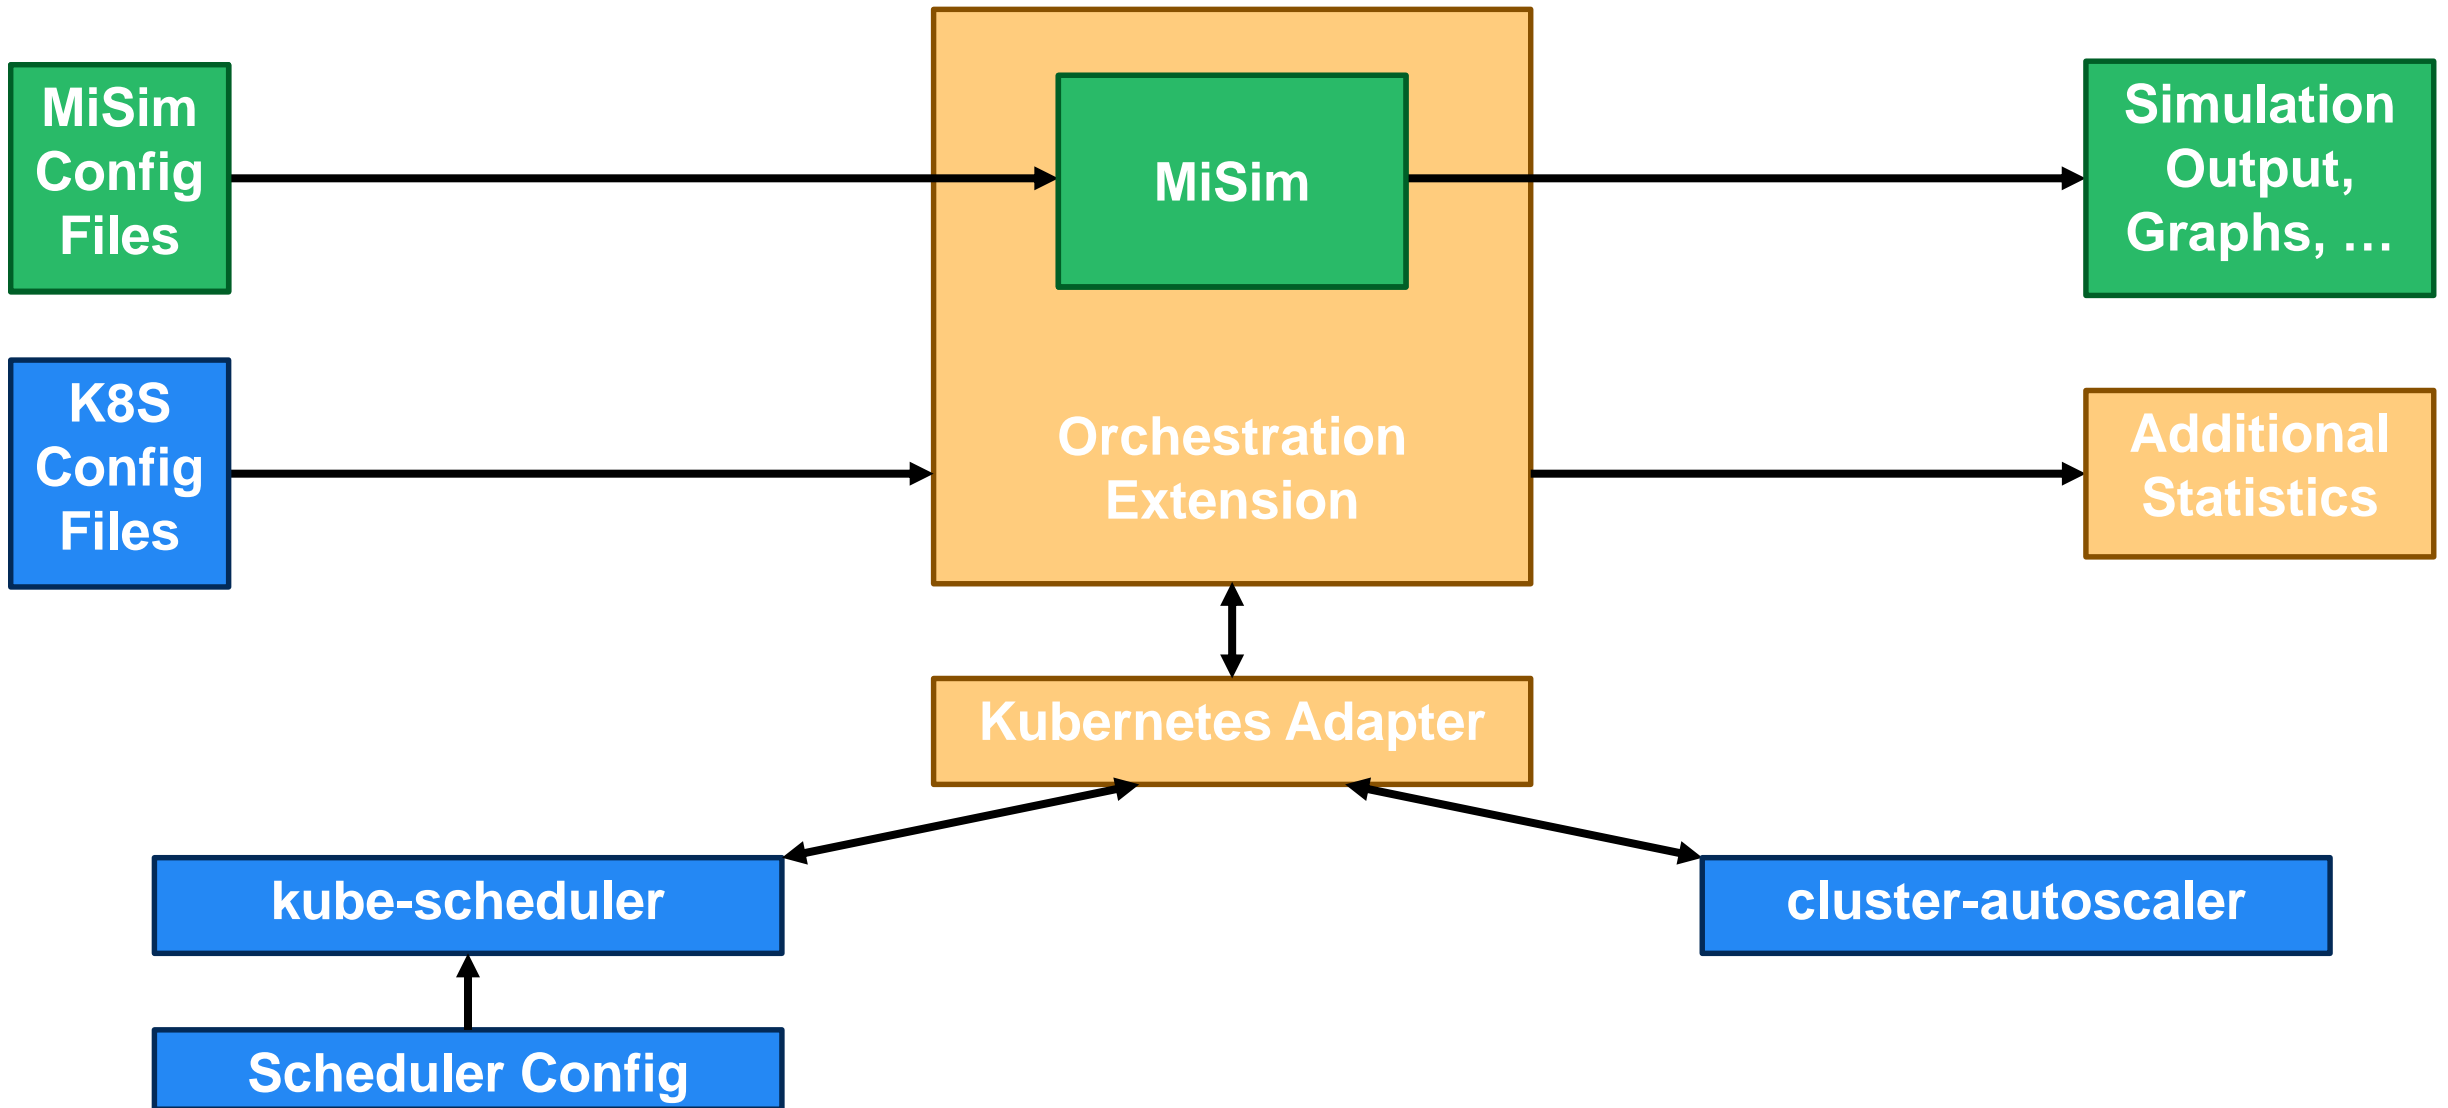 MiSim
Config
Files
MiSim
Simulation
Output,
Graphs, …
K8S
Config
Files
Orchestration
Extension
Additional
Statistics
Kubernetes Adapter
kube-scheduler
cluster-autoscaler
Scheduler Config